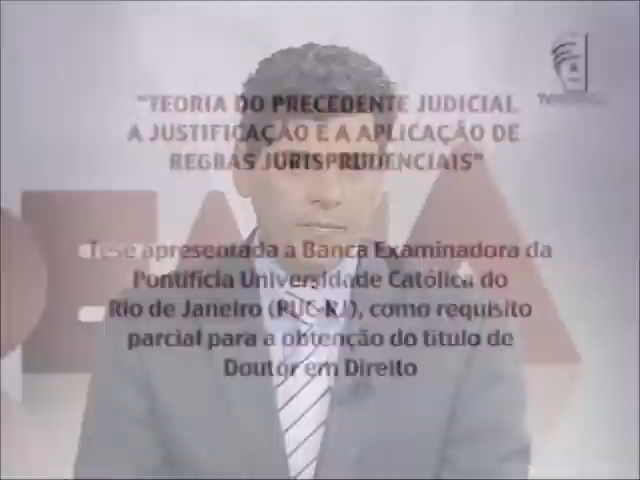 "TEORIA DO PRECEDENTE JUDICIAL
A JUSTIFICAÇÃO E A APLICAÇÃO DE
REGRAS JURISPRUDENCIAIS"
Tese apresentada a Banca Examinadora da
Pontifícia Universidade Católica do
Rio de Janeiro (PUC-RJ), como requisito
parcial para a obtenção do título de
Doutor em Direito
TV